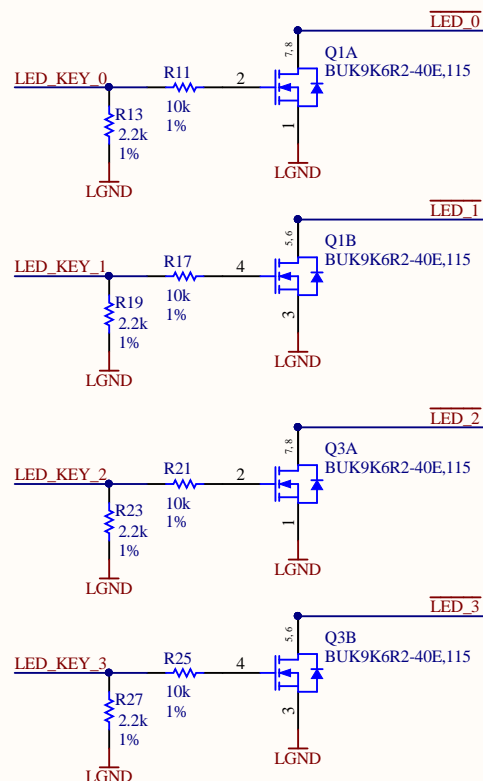 LED_0
Q1A
BUK9K6R2-40E,115
7, 8
LED_KEY_0
R11
2
10k
1%
R13
2.2k
1%
1
LGND
LGND
LED_1
Q1B
BUK9K6R2-40E,115
5, 6
LED_KEY_1
R17
4
10k
1%
R19
2.2k
1%
3
LGND
LGND
LED_2
Q3A
BUK9K6R2-40E,115
7, 8
LED_KEY_2
R21
2
10k
1%
R23
2.2k
1%
1
LGND
LGND
LED_3
Q3B
BUK9K6R2-40E,115
5, 6
LED_KEY_3
R25
4
10k
1%
R27
2.2k
1%
3
LGND
LGND